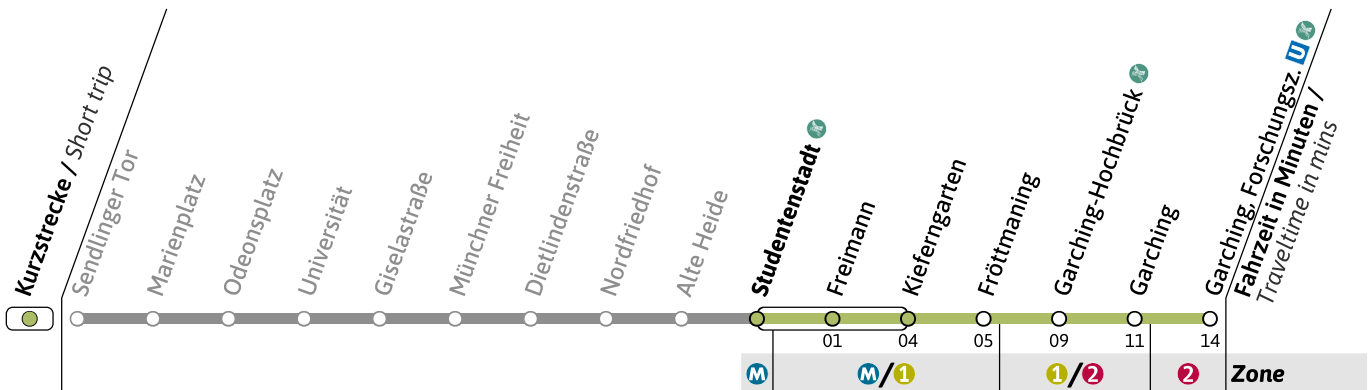 Kurzstrecke / Short trip
Sendlinger Tor
Marienplatz
Odeonsplatz
Universität
Giselastraße
Münchner Freiheit
Dietlindenstraße
Nordfriedhof
Alte Heide
Studentenstadt
Freimann
Kieferngarten
Fröttmaning
Garching-Hochbrück
Garching
Garching, Forschungsz. U
Fahrzeit in Minuten /
Traveltime in mins
01 04 05 09 11 14
M M/1 1/2 2 Zone